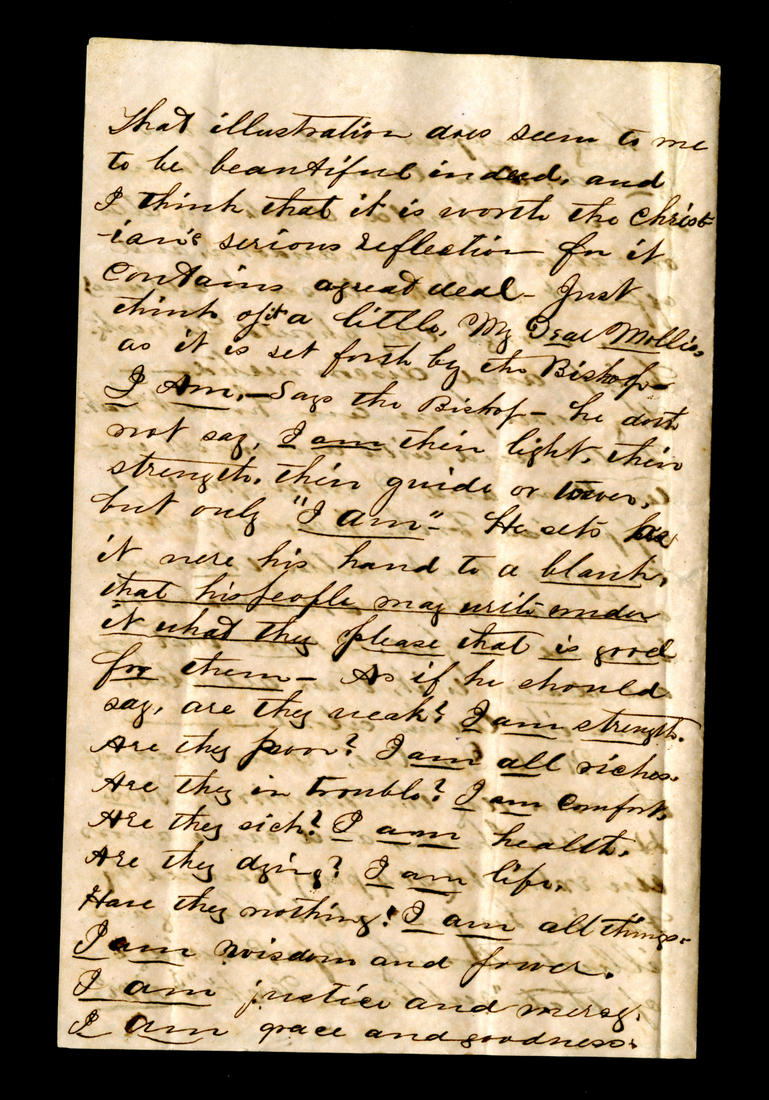 That illustration does seem to me
to be beautiful indeed, and
I think that it is worth the Christ-
-ian's serious reflection for it
contains a great deal - Just
think of it a little, My Dear Mollie,
as it is set forth by the Bishop -
I Am, - Says the Bishop - he doth
not say, I am their light, their
strength, their guide or tower,
but only "I am" - He sets as
it were his hand to a blank,
that his people may write under
it what they please that is good
for them - As if he should
say, are they weak? I am strength.
Are they poor? I am all riches.
Are they in trouble? I am comfort.
Are they sick? I am health.
Are they dying? I am life.
Have they nothing? I am all things.
I am wisdom and power.
I am justice and mercy.
I am grace and goodness.